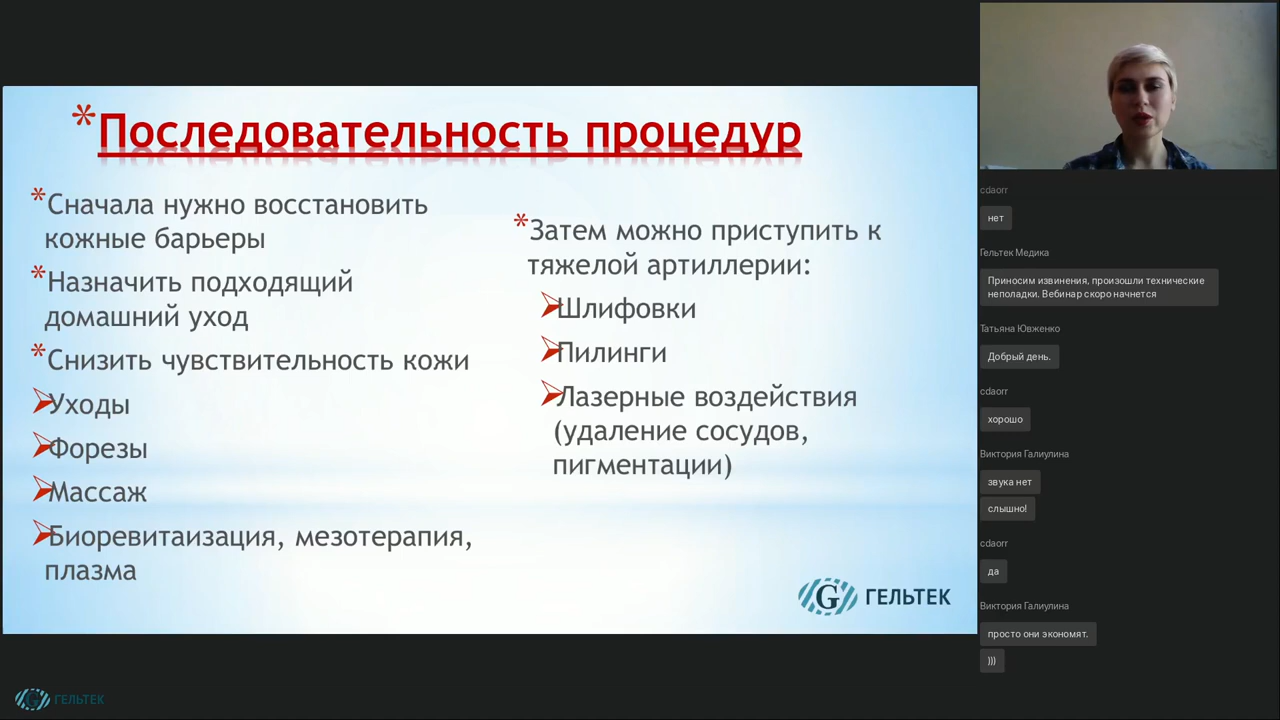 *Последовательность процедур
*Сначала нужно восстановить
кожные барьеры
*Назначить подходящий
домашний уход
*Снизить чувствительность кожи
Уходы
Форезы
Массаж
Биоревитаизация, мезотерапия,
плазма
*Затем можно приступить к
тяжелой артиллерии:
Шлифовки
Пилинги
Лазерные воздействия
(удаление сосудов,
пигментации)
G ГЕЛЬТЕК
cdaorr
нет
Гельтек Медика
Приносим извинения, произошли технические
неполадки. Вебинар скоро начнется
Татьяна Ювженко
Добрый день.
cdaorr
хорошо
Виктория Галиулина
звука нет
слышно!
cdaorr
да
Виктория Галиулина
просто они экономят.
)))
G ГЕЛЬТЕК